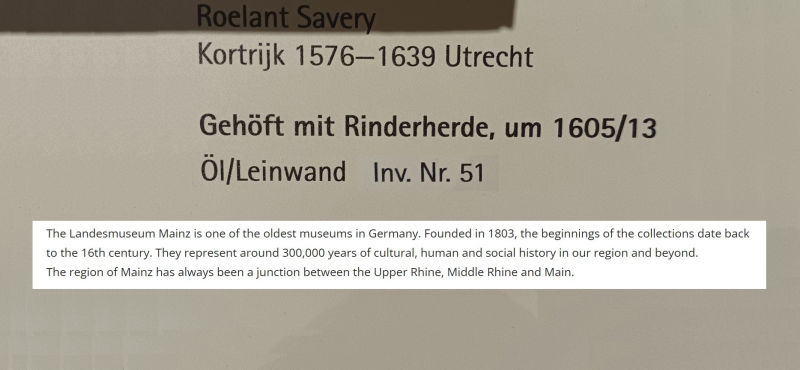 Roelant Savery
Kortrijk 1576–1639 Utrecht
Gehöft mit Rinderherde, um 1605/13
Öl/Leinwand Inv. Nr. 51
The Landesmuseum Mainz is one of the oldest museums in Germany. Founded in 1803, the beginnings of the collections date back
to the 16th century. They represent around 300,000 years of cultural, human and social history in our region and beyond.
The region of Mainz has always been a junction between the Upper Rhine, Middle Rhine and Main.